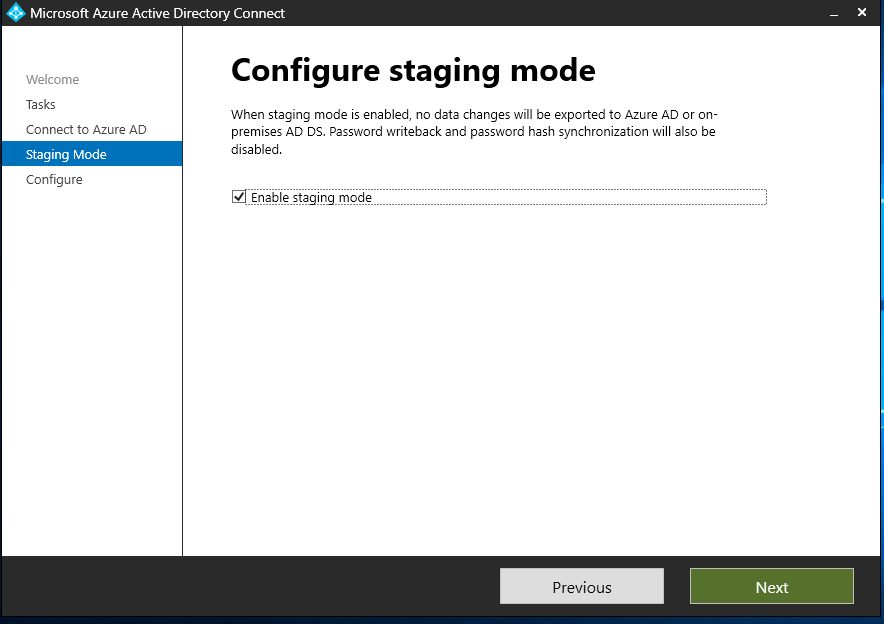 Microsoft Azure Active Directory Connect
Welcome
Tasks
Connect to Azure AD
Staging Mode
Configure
Configure staging mode
When staging mode is enabled, no data changes will be exported to Azure AD or on-
premises AD DS. Password writeback and password hash synchronization will also be
disabled.
Enable staging mode
Previous
Next